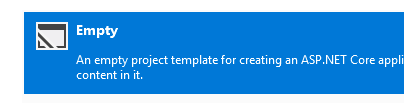 Empty
An empty project template for creating an ASP.NET Core appli
content in it.